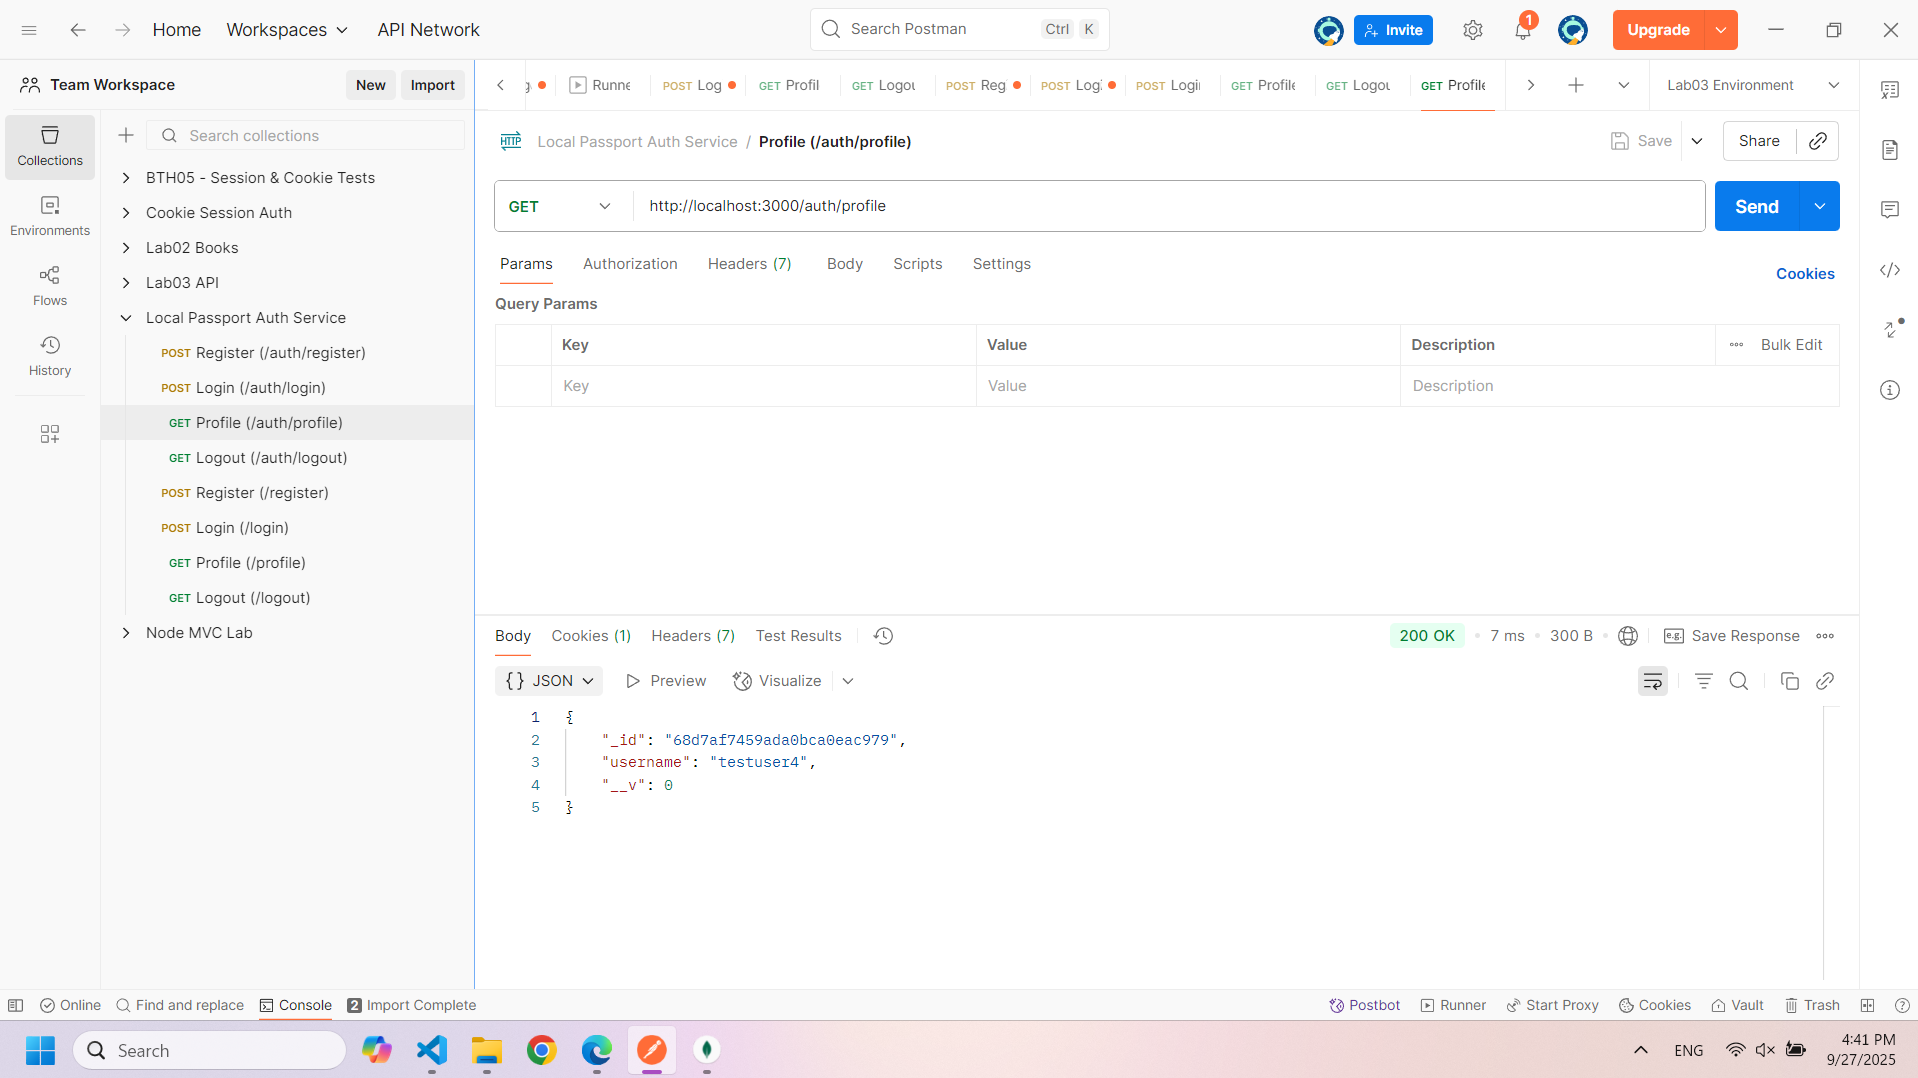 Home
Workspaces
API Network
Search Postman
Ctrl
K
Invite
1
Upgrade
Team Workspace
New
Import
Runne
POST Log
GET Profil
GET Logou
POST Reg
POST Log
POST Logi
GET Profile
GET Logou
GET Profile
Lab03 Environment
Collections
Environments
Flows
History
Search collections
BTH05 - Session & Cookie Tests
Cookie Session Auth
Lab02 Books
Lab03 API
Local Passport Auth Service
POST Register (/auth/register)
POST Login (/auth/login)
GET Profile (/auth/profile)
GET Logout (/auth/logout)
POST Register (/register)
POST Login (/login)
GET Profile (/profile)
GET Logout (/logout)
Node MVC Lab
HTTP Local Passport Auth Service / Profile (/auth/profile)
Save
Share
GET
http://localhost:3000/auth/profile
Send
Params
Authorization
Headers (7)
Body
Scripts
Settings
Cookies
Query Params
Key
Value
Description
Bulk Edit
Key
Value
Description
Body
Cookies (1)
Headers (7)
Test Results
200 OK
7 ms
300 B
e.g. Save Response
{} JSON
Preview
Visualize
1 {
2 "_id": "68d7af7459ada0bca0eac979",
3 "username": "testuser4",
4 "__v": 0
5 }
Online
Find and replace
Console
2 Import Complete
Postbot
Runner
Start Proxy
Cookies
Vault
Trash
Search
ENG
4:41 PM
9/27/2025